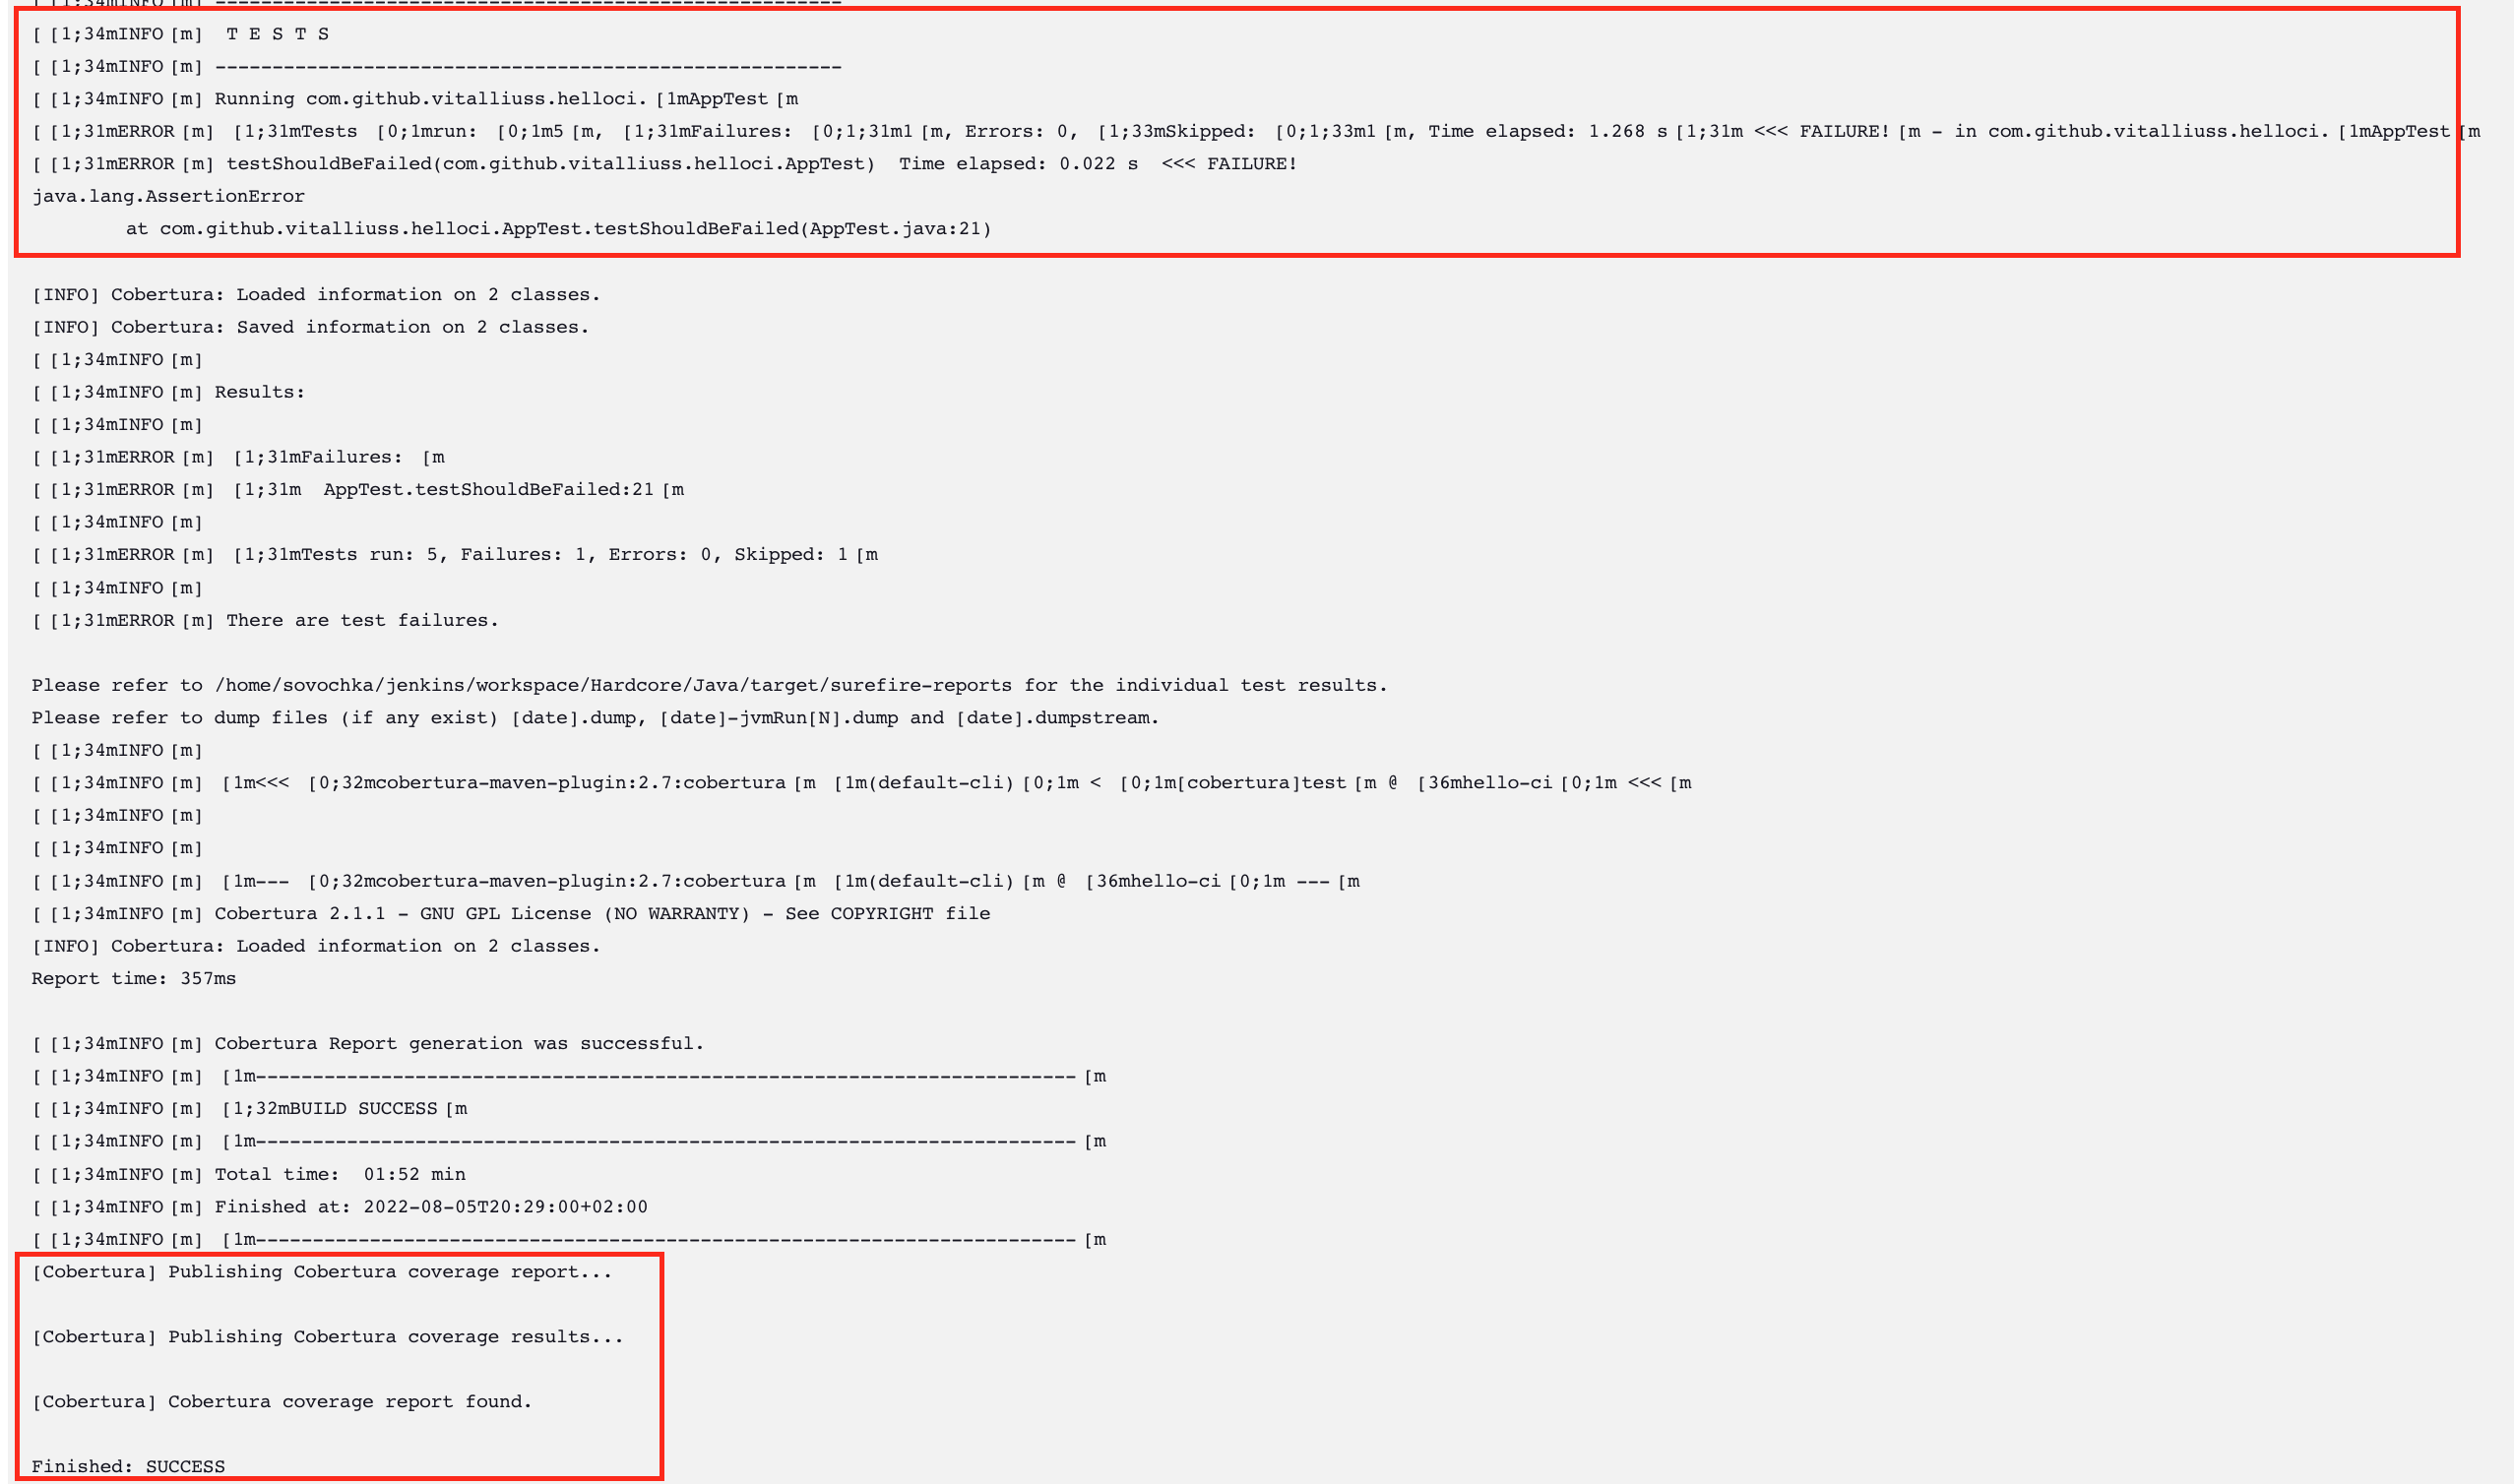 [ [1;34mINFO [m] -------------------------------------------------------
[ [1;34mINFO [m]  T E S T S
[ [1;34mINFO [m] -------------------------------------------------------
[ [1;34mINFO [m] Running com.github.vitalliuss.helloci. [1mAppTest [m
[ [1;31mERROR [m]  [1;31mTests  [0;1mrun:  [0;1m5 [m,  [1;31mFailures:  [0;1;31m1 [m, Errors: 0,  [1;33mSkipped:  [0;1;33m1 [m, Time elapsed: 1.268 s [1;31m <<< FAILURE! [m - in com.github.vitalliuss.helloci. [1mAppTest [m
[ [1;31mERROR [m] testShouldBeFailed(com.github.vitalliuss.helloci.AppTest)  Time elapsed: 0.022 s  <<< FAILURE!
java.lang.AssertionError
	at com.github.vitalliuss.helloci.AppTest.testShouldBeFailed(AppTest.java:21)
[INFO] Cobertura: Loaded information on 2 classes.
[INFO] Cobertura: Saved information on 2 classes.
[ [1;34mINFO [m]
[ [1;34mINFO [m] Results:
[ [1;34mINFO [m]
[ [1;31mERROR [m]  [1;31mFailures:  [m
[ [1;31mERROR [m]  [1;31m  AppTest.testShouldBeFailed:21 [m
[ [1;34mINFO [m]
[ [1;31mERROR [m]  [1;31mTests run: 5, Failures: 1, Errors: 0, Skipped: 1 [m
[ [1;34mINFO [m]
[ [1;31mERROR [m] There are test failures.
Please refer to /home/sovochka/jenkins/workspace/Hardcore/Java/target/surefire-reports for the individual test results.
Please refer to dump files (if any exist) [date].dump, [date]-jvmRun[N].dump and [date].dumpstream.
[ [1;34mINFO [m]
[ [1;34mINFO [m]  [1m<<<  [0;32mcobertura-maven-plugin:2.7:cobertura [m  [1m(default-cli) [0;1m <  [0;1m[cobertura]test [m @  [36mhello-ci [0;1m <<< [m
[ [1;34mINFO [m]
[ [1;34mINFO [m]
[ [1;34mINFO [m]  [1m---  [0;32mcobertura-maven-plugin:2.7:cobertura [m  [1m(default-cli) [m @  [36mhello-ci [0;1m --- [m
[ [1;34mINFO [m] Cobertura 2.1.1 - GNU GPL License (NO WARRANTY) - See COPYRIGHT file
[INFO] Cobertura: Loaded information on 2 classes.
Report time: 357ms
[ [1;34mINFO [m] Cobertura Report generation was successful.
[ [1;34mINFO [m]  [1m------------------------------------------------------------------------ [m
[ [1;34mINFO [m]  [1;32mBUILD SUCCESS [m
[ [1;34mINFO [m]  [1m------------------------------------------------------------------------ [m
[ [1;34mINFO [m] Total time:  01:52 min
[ [1;34mINFO [m] Finished at: 2022-08-05T20:29:00+02:00
[ [1;34mINFO [m]  [1m------------------------------------------------------------------------ [m
[Cobertura] Publishing Cobertura coverage report...
[Cobertura] Publishing Cobertura coverage results...
[Cobertura] Cobertura coverage report found.
Finished: SUCCESS